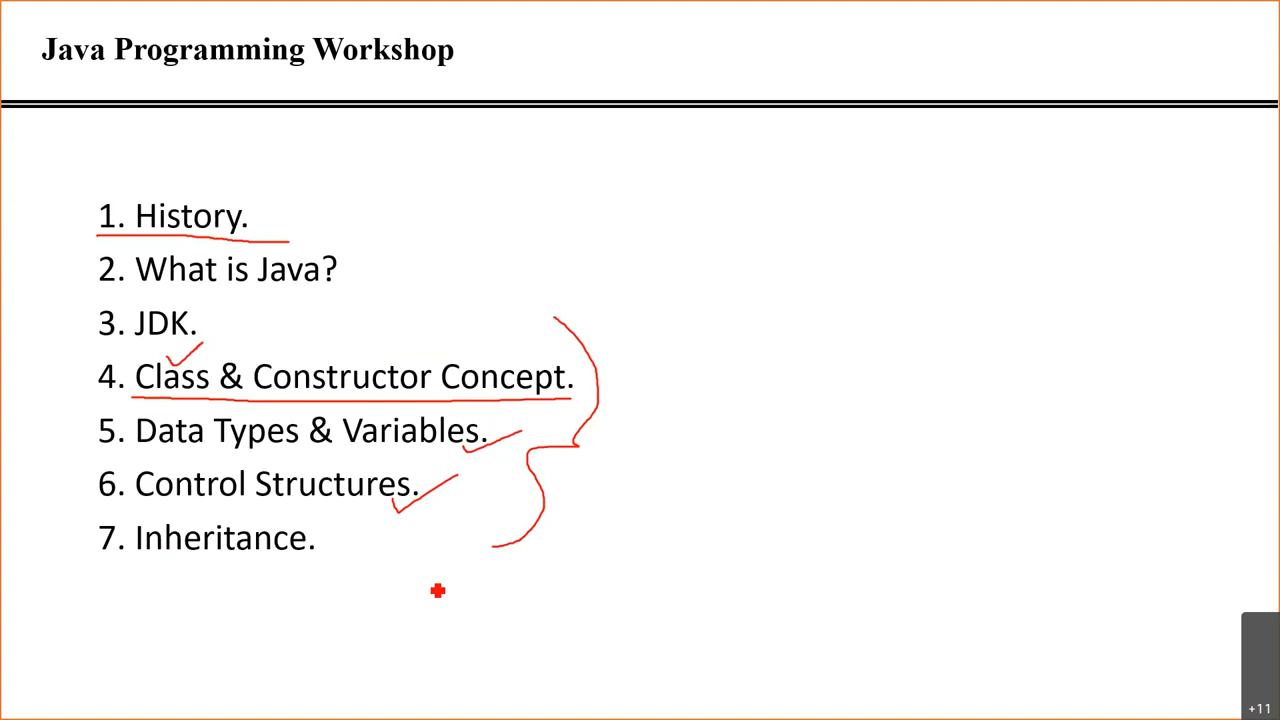 Java Programming Workshop
1. History.
2. What is Java?
3. JDK.
4. Class & Constructor Concept.
5. Data Types & Variables.
6. Control Structures.
7. Inheritance.
+11